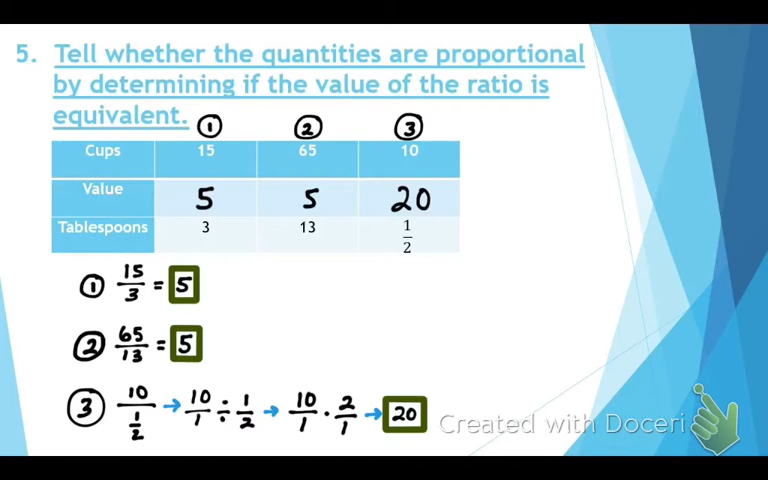 5. Tell whether the quantities are proportional
by determining if the value of the ratio is
equivalent.
① ② ③
Cups 15 65 10
Value 5 5 20
Tablespoons 3 13 1/2
① 15/3 = 5
② 65/13 = 5
③ 10/(1/2) → 10/1 ÷ 1/2 → 10/1 · 2/1 → 20
Created with Doceri